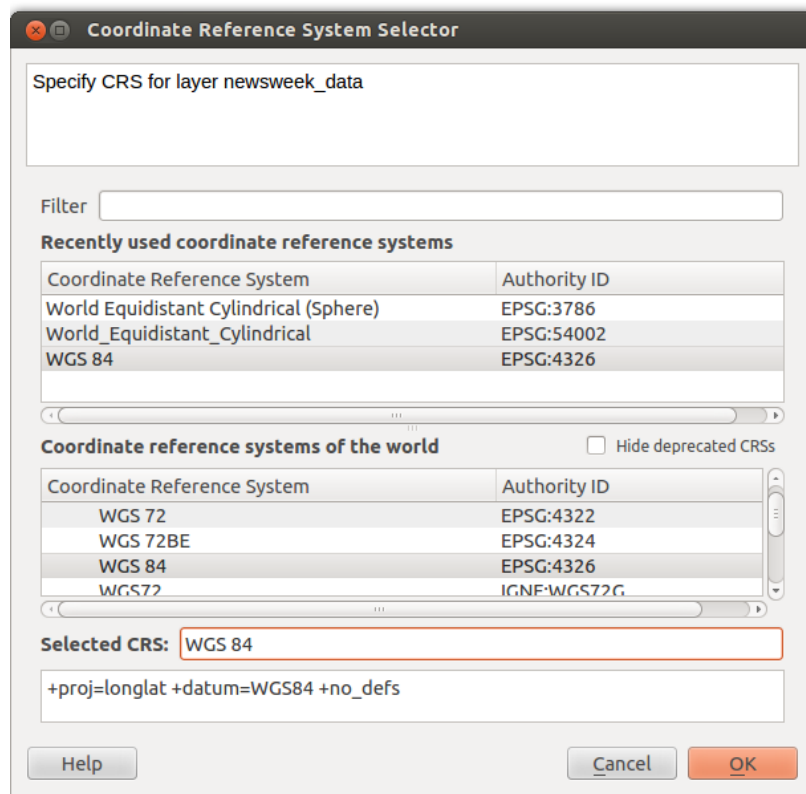 Coordinate Reference System Selector
Specify CRS for layer newsweek_data
Filter
Recently used coordinate reference systems
Coordinate Reference System Authority ID
World Equidistant Cylindrical (Sphere) EPSG:3786
World_Equidistant_Cylindrical EPSG:54002
WGS 84 EPSG:4326
Coordinate reference systems of the world Hide deprecated CRSs
Coordinate Reference System Authority ID
WGS 72 EPSG:4322
WGS 72BE EPSG:4324
WGS 84 EPSG:4326
WGS72 IGNF:WGS72G
Selected CRS: WGS 84
+proj=longlat +datum=WGS84 +no_defs
Help Cancel OK